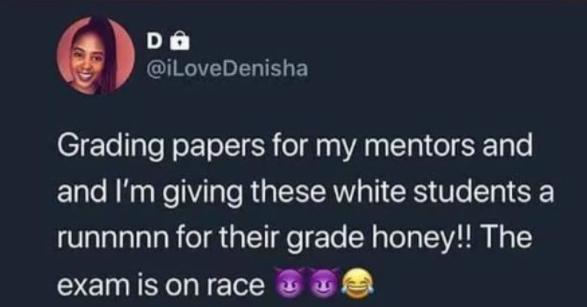 D 🔒
@iLoveDenisha
Grading papers for my mentors and
and I'm giving these white students a
runnnnn for their grade honey!! The
exam is on race 😈😈😂